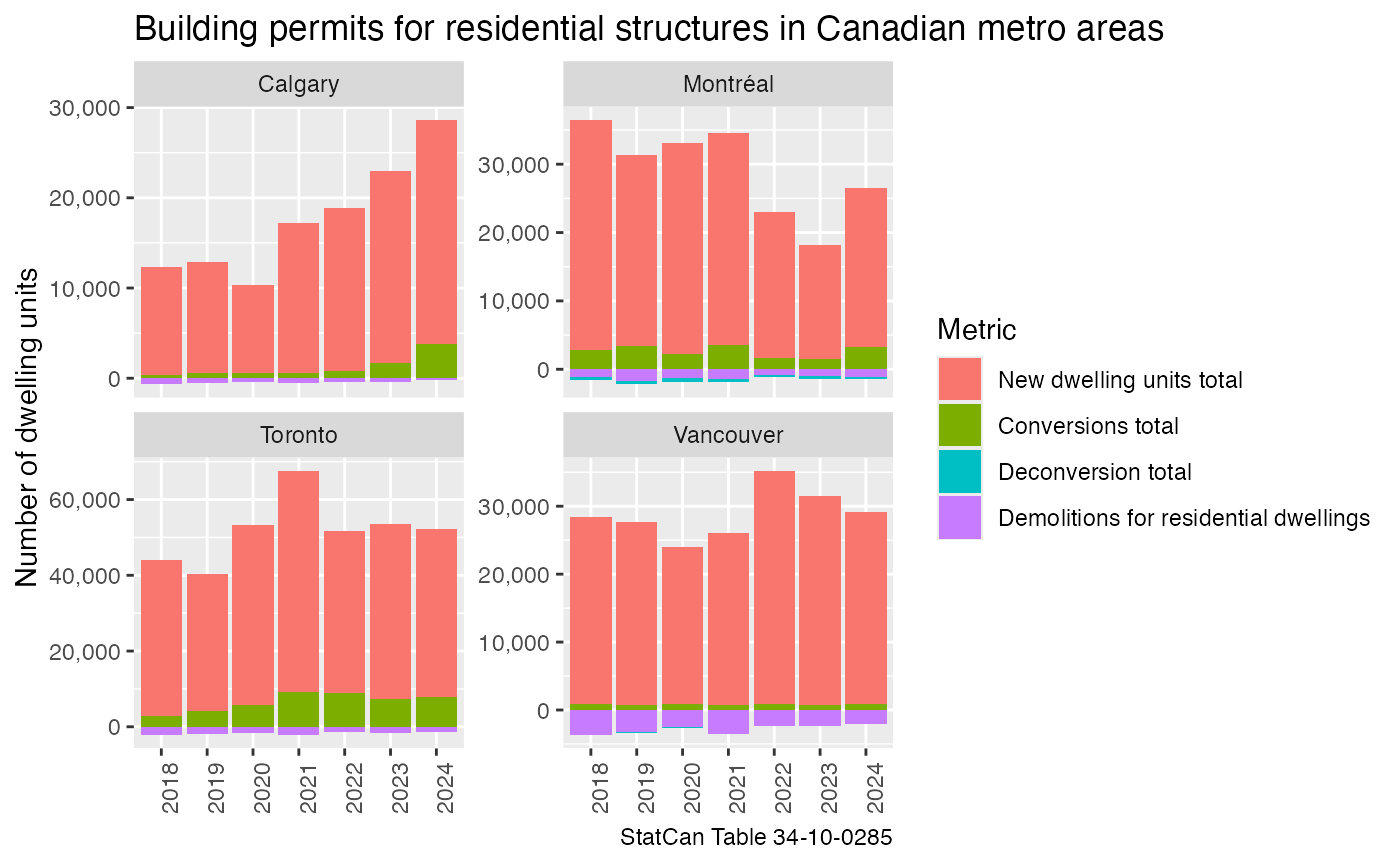 Building permits for residential structures in Canadian metro areas
Calgary
Montréal
30,000
20,000
10,000
0
30,000
20,000
10,000
0
Toronto
Vancouver
60,000
40,000
20,000
0
30,000
20,000
10,000
0
2018
2019
2020
2021
2022
2023
2024
2018
2019
2020
2021
2022
2023
2024
Number of dwelling units
Metric
New dwelling units total
Conversions total
Deconversion total
Demolitions for residential dwellings
StatCan Table 34-10-0285